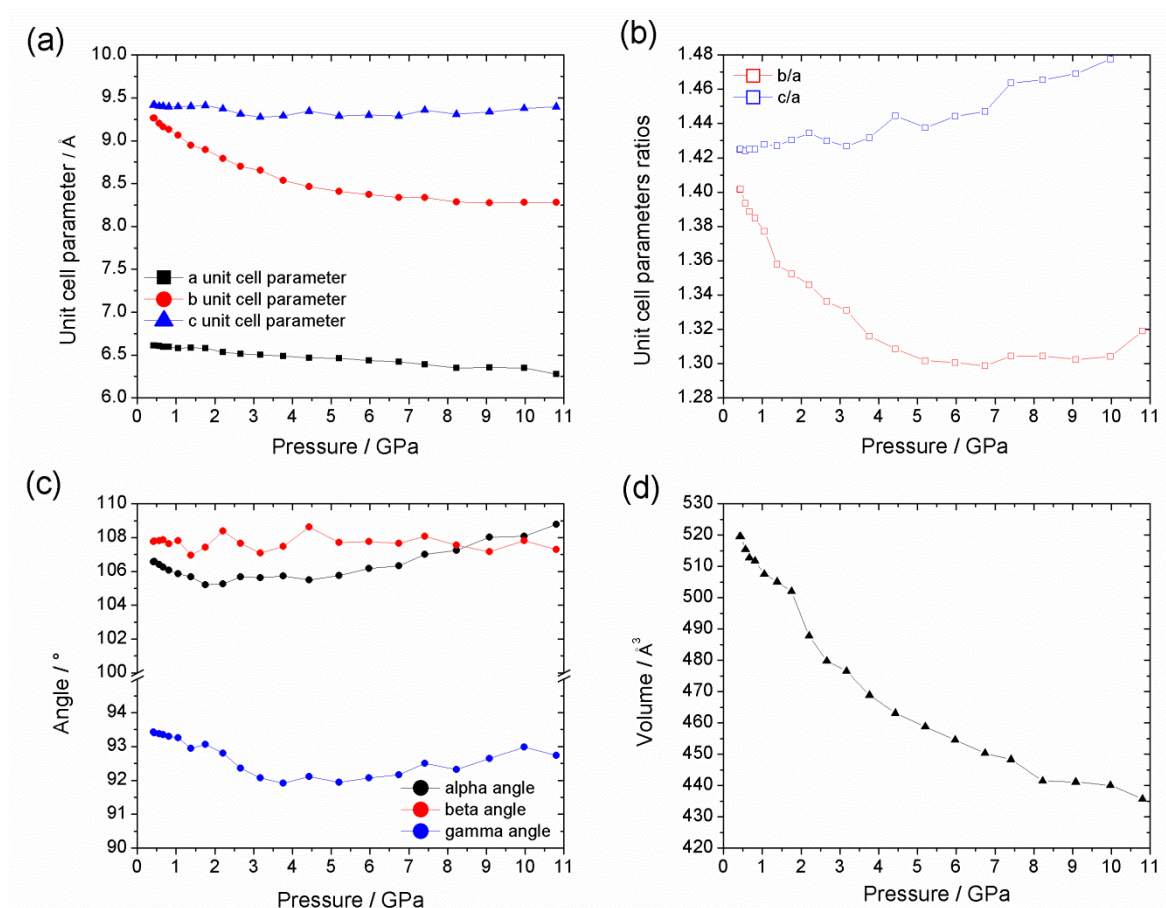 (a)
10.0
9.5
9.0
8.5
8.0
7.5
7.0
6.5
6.0
Unit cell parameter / Å
a unit cell parameter
b unit cell parameter
c unit cell parameter
0 1 2 3 4 5 6 7 8 9 10 11
Pressure / GPa
(b)
1.48
1.46
1.44
1.42
1.40
1.38
1.36
1.34
1.32
1.30
1.28
Unit cell parameters ratios
b/a
c/a
0 1 2 3 4 5 6 7 8 9 10 11
Pressure / GPa
(c)
110
108
106
104
102
100
94
93
92
91
90
Angle / °
alpha angle
beta angle
gamma angle
0 1 2 3 4 5 6 7 8 9 10 11
Pressure / GPa
(d)
530
520
510
500
490
480
470
460
450
440
430
420
Volume / Å³
0 1 2 3 4 5 6 7 8 9 10 11
Pressure / GPa